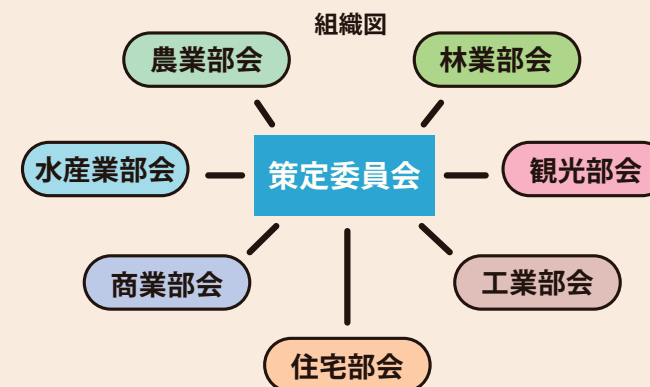 組織図
農業部会
林業部会
水産業部会
策定委員会
観光部会
商業部会
工業部会
住宅部会